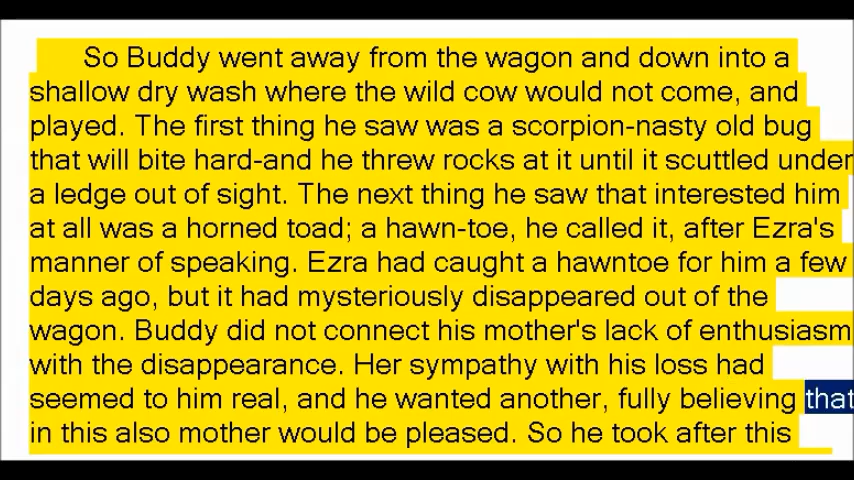 So Buddy went away from the wagon and down into a
shallow dry wash where the wild cow would not come, and
played. The first thing he saw was a scorpion-nasty old bug
that will bite hard-and he threw rocks at it until it scuttled under
a ledge out of sight. The next thing he saw that interested him
at all was a horned toad; a hawn-toe, he called it, after Ezra's
manner of speaking. Ezra had caught a hawntoe for him a few
days ago, but it had mysteriously disappeared out of the
wagon. Buddy did not connect his mother's lack of enthusiasm
with the disappearance. Her sympathy with his loss had
seemed to him real, and he wanted another, fully believing that
in this also mother would be pleased. So he took after this